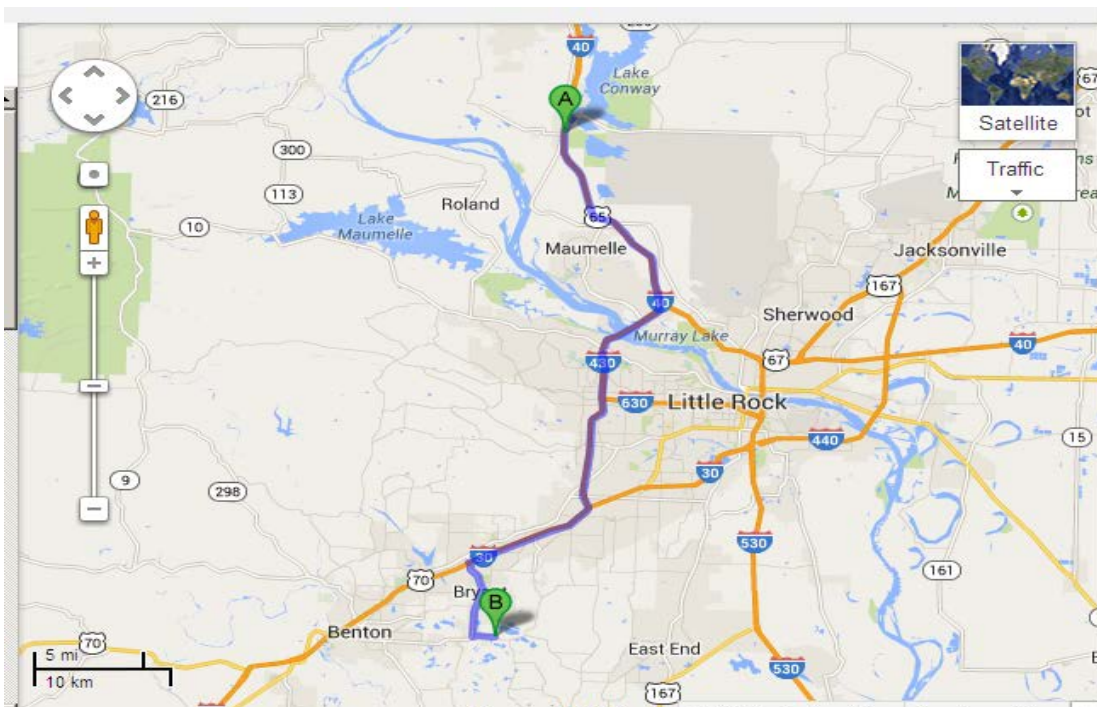 40
Lake
Conway
67
A
216
Satellite
300
Traffic
113
Roland
65
10
Lake
Maumelle
Maumelle
Jacksonville
167
40
Sherwood
Murray Lake
67
40
430
630
Little Rock
440
15
30
9
298
530
30
161
70
B
Benton
70
East End
5 mi
10 km
530
167